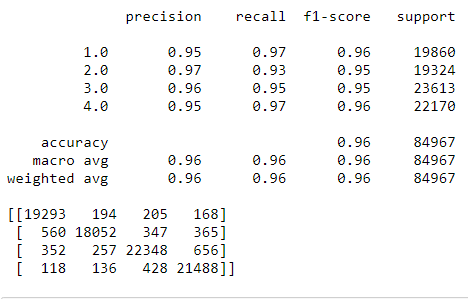 precision recall f1-score support
1.0 0.95 0.97 0.96 19860
2.0 0.97 0.93 0.95 19324
3.0 0.96 0.95 0.95 23613
4.0 0.95 0.97 0.96 22170
accuracy 0.96 84967
macro avg 0.96 0.96 0.96 84967
weighted avg 0.96 0.96 0.96 84967
[[19293 194 205 168]
[ 560 18052 347 365]
[ 352 257 22348 656]
[ 118 136 428 21488]]